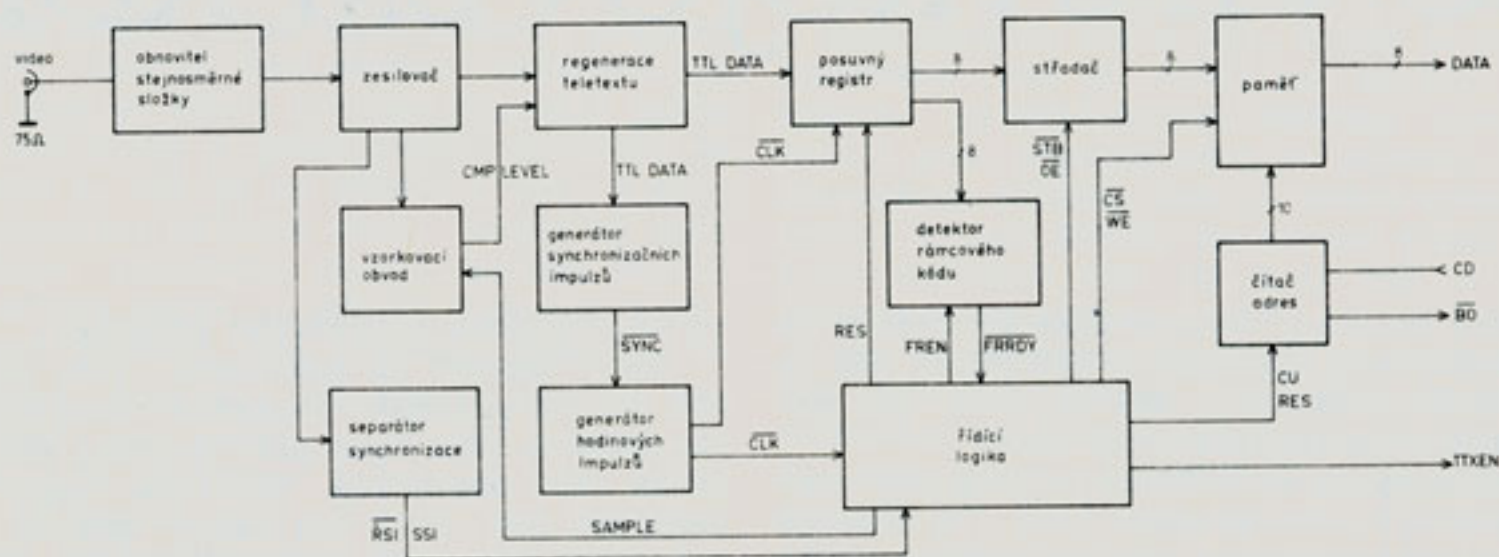 video
75Ω
obnovitel
stejnosměrné
složky
zesilovač
regenerace
teletextu
TTL DATA
posuvný
registr
8
střadač
8
paměť
8
DATA
CMP LEVEL
TTL DATA
CLK
8
STB
OE
CS
WE
10
vzorkovací
obvod
generátor
synchronizačních
impulzů
detektor
rámcového
kódu
čítač
adres
CD
BO
SYNC
RES
FREN
FRRDY
CU
RES
separátor
synchronizace
generátor
hodinových
impulzů
CLK
řídící
logika
TTXEN
RSI
SSI
SAMPLE